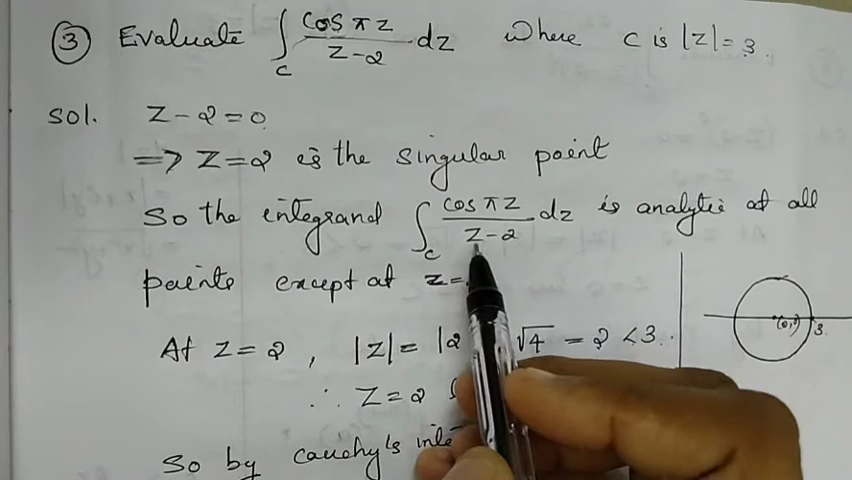 ③ Evaluate ∫_C cos πz / z-2 dz where c is |z|=3.
Sol. z-2=0
⇒ z=2 is the singular point
So the integrand ∫_C cos πz / z-2 dz is analytic at all
points except at z=
At z=2, |z|= |2 √4 = 2 <3.
∴ z=2
3
So by cauchy's inte